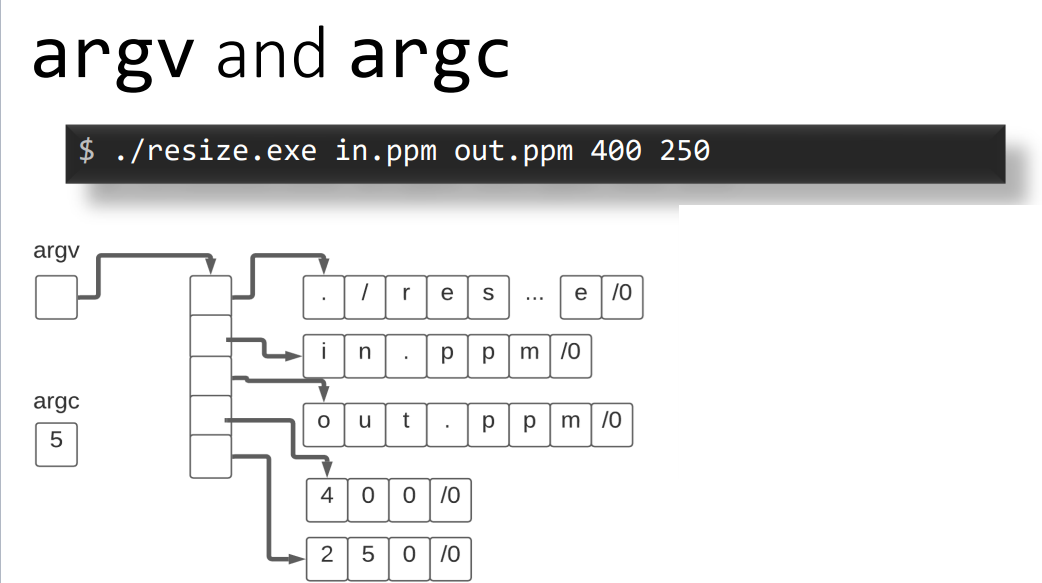 argv and argc
$ ./resize.exe in.ppm out.ppm 400 250
argv
. / r e s ... e /0
i n . p p m /0
argc
o u t . p p m /0
5
4 0 0 /0
2 5 0 /0